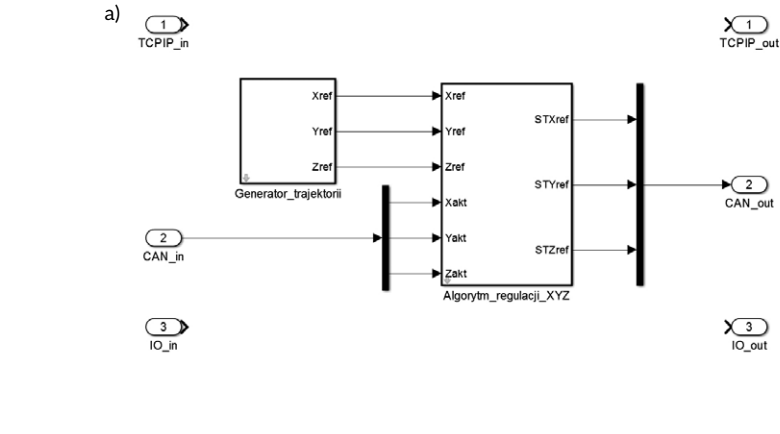 a)
1
TCPIP_in
1
TCPIP_out
Xref
Yref
Zref
Generator_trajektorii
Xref
Yref
Zref
Xakt
Yakt
Zakt
STXref
STYref
STZref
Algorytm_regulacji_XYZ
2
CAN_in
2
CAN_out
3
IO_in
3
IO_out